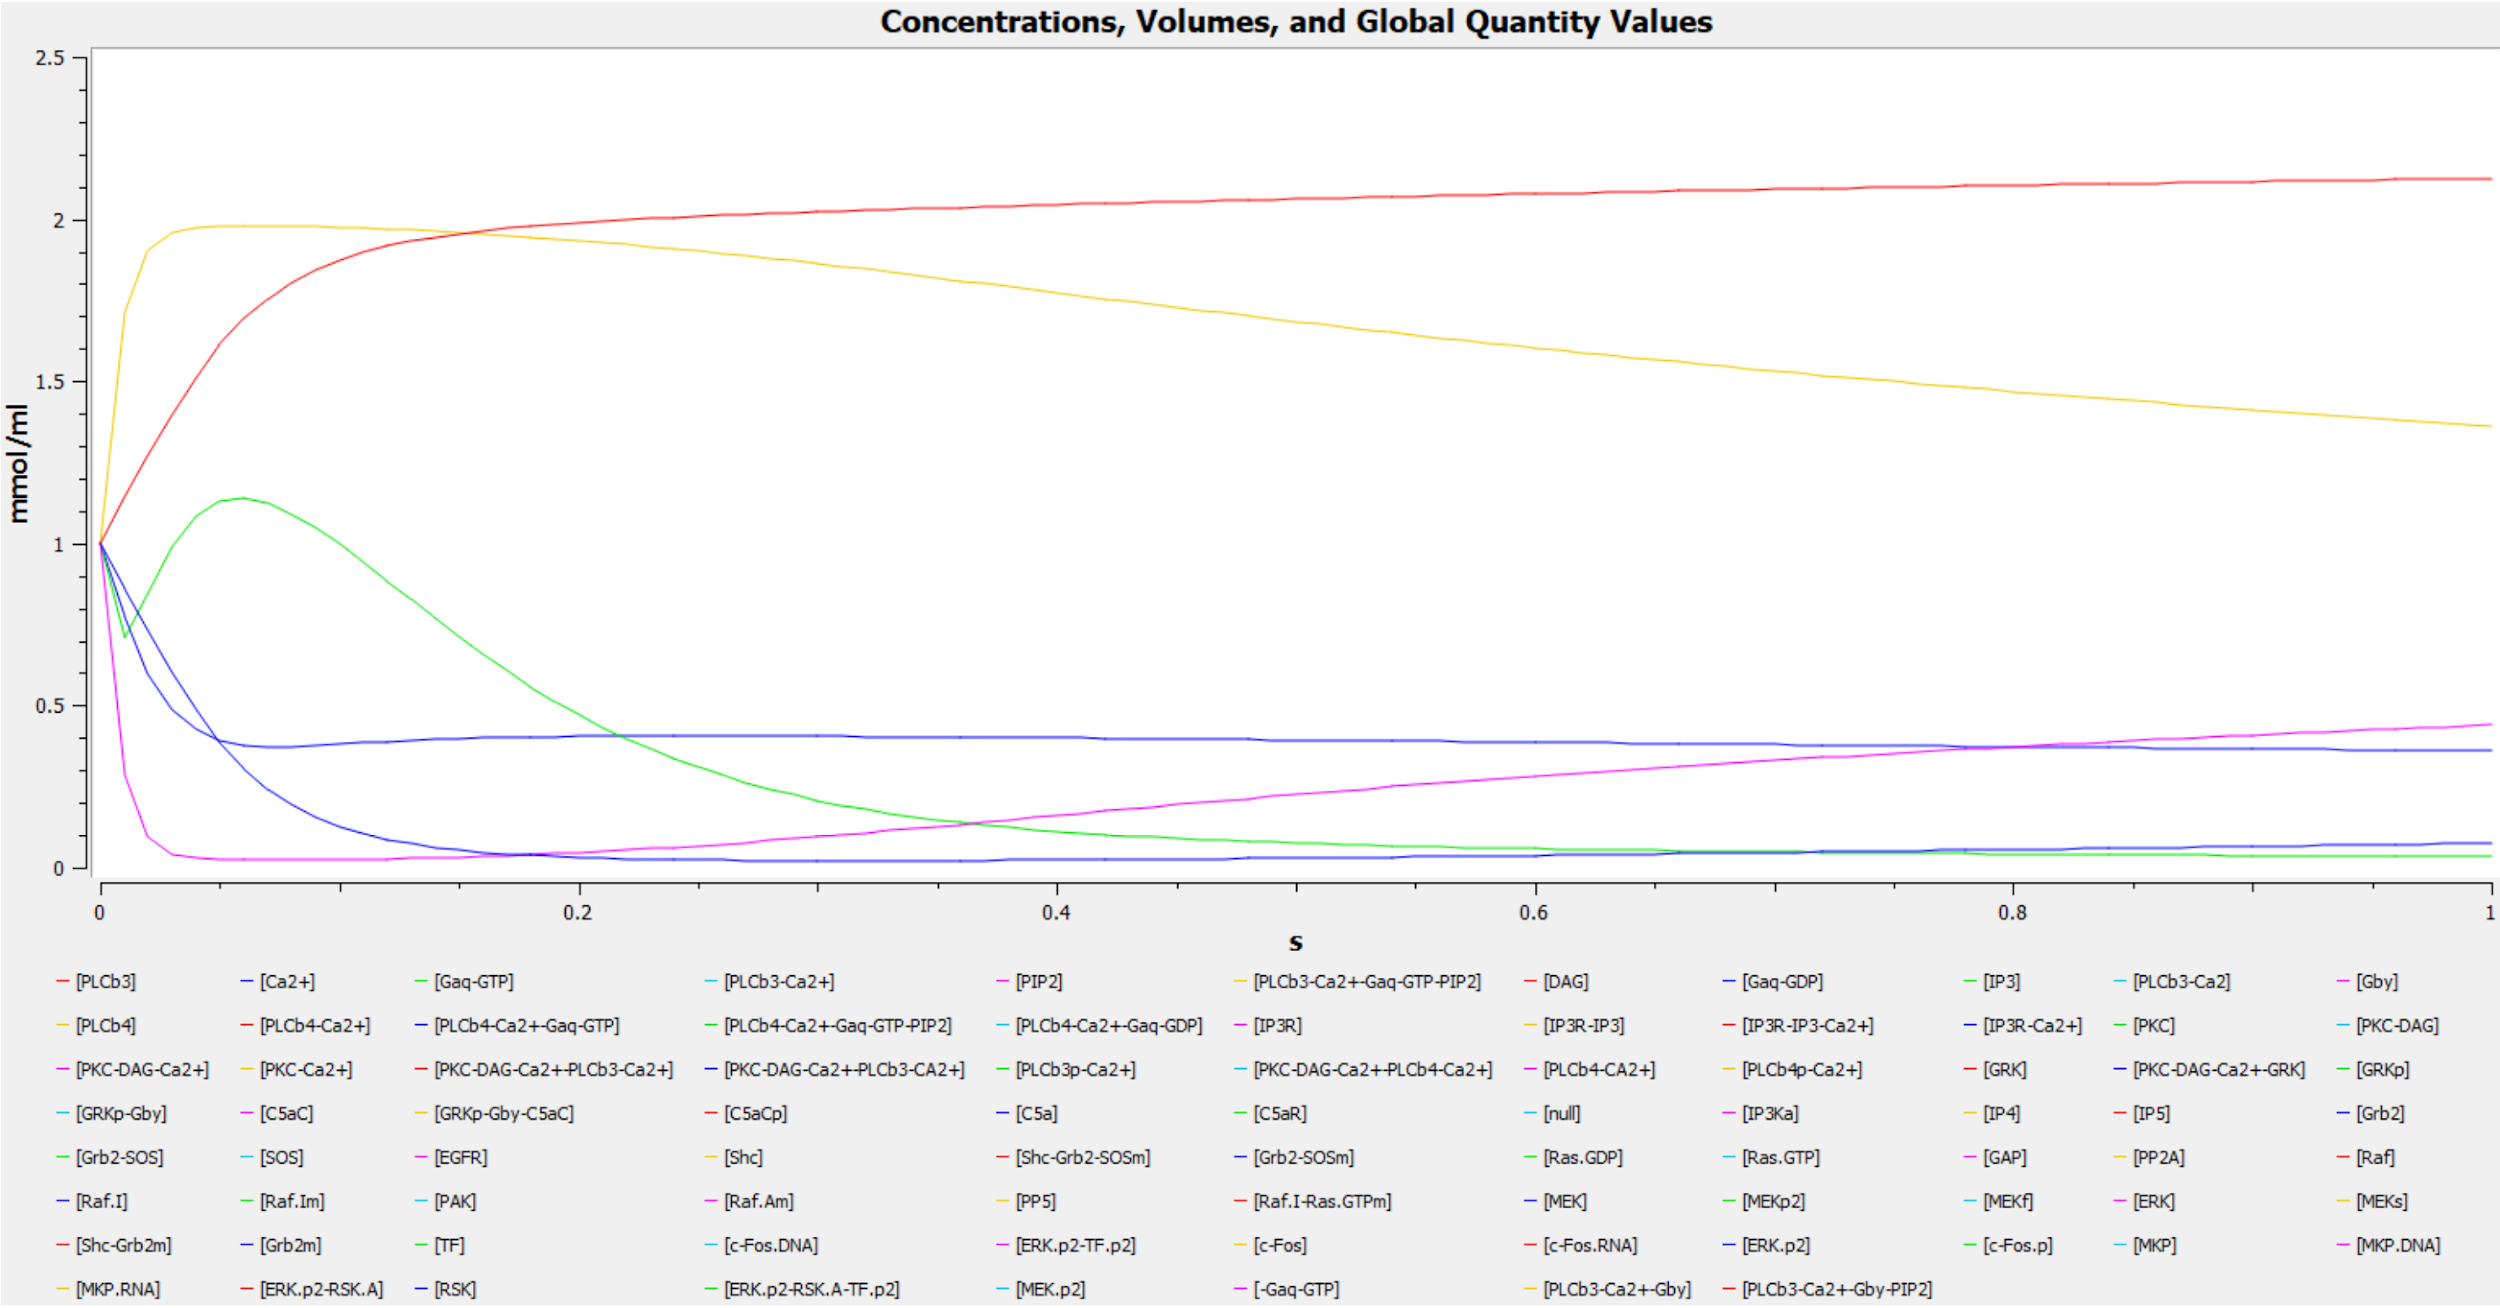 Concentrations, Volumes, and Global Quantity Values
2.5
2
1.5
1
0.5
0
mmol/ml
0 0.2 0.4 0.6 0.8 1
s
[PLCb3] [Ca2+] [Gaq-GTP] [PLCb3-Ca2+] [PIP2] [PLCb3-Ca2+-Gaq-GTP-PIP2] [DAG] [Gaq-GDP] [IP3] [PLCb3-Ca2] [Gby]
[PLCb4] [PLCb4-Ca2+] [PLCb4-Ca2+-Gaq-GTP] [PLCb4-Ca2+-Gaq-GTP-PIP2] [PLCb4-Ca2+-Gaq-GDP] [IP3R] [IP3R-IP3] [IP3R-IP3-Ca2+] [IP3R-Ca2+] [PKC] [PKC-DAG]
[PKC-DAG-Ca2+] [PKC-Ca2+] [PKC-DAG-Ca2+-PLCb3-Ca2+] [PKC-DAG-Ca2+-PLCb3-CA2+] [PLCb3p-Ca2+] [PKC-DAG-Ca2+-PLCb4-Ca2+] [PLCb4-CA2+] [PLCb4p-Ca2+] [GRK] [PKC-DAG-Ca2+-GRK] [GRKp]
[GRKp-Gby] [C5aC] [GRKp-Gby-C5aC] [C5aCp] [C5a] [C5aR] [null] [IP3Ka] [IP4] [IP5] [Grb2]
[Grb2-SOS] [SOS] [EGFR] [Shc] [Shc-Grb2-SOSm] [Grb2-SOSm] [Ras.GDP] [Ras.GTP] [GAP] [PP2A] [Raf]
[Raf.I] [Raf.Im] [PAK] [Raf.Am] [PP5] [Raf.I-Ras.GTPm] [MEK] [MEKp2] [MEKf] [ERK] [MEKs]
[Shc-Grb2m] [Grb2m] [TF] [c-Fos.DNA] [ERK.p2-TF.p2] [c-Fos] [c-Fos.RNA] [ERK.p2] [c-Fos.p] [MKP] [MKP.DNA]
[MKP.RNA] [ERK.p2-RSK.A] [RSK] [ERK.p2-RSK.A-TF.p2] [MEK.p2] [-Gaq-GTP] [PLCb3-Ca2+-Gby] [PLCb3-Ca2+-Gby-PIP2]